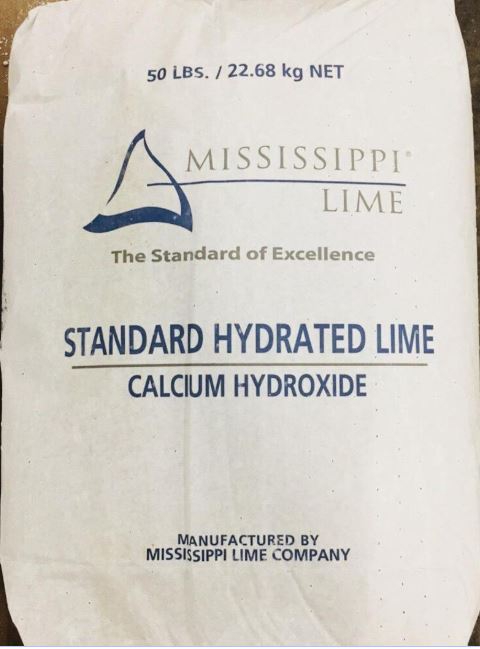 50 LBS. / 22.68 kg NET
MISSISSIPPI®
LIME
The Standard of Excellence
STANDARD HYDRATED LIME
CALCIUM HYDROXIDE
MANUFACTURED BY
MISSISSIPPI LIME COMPANY